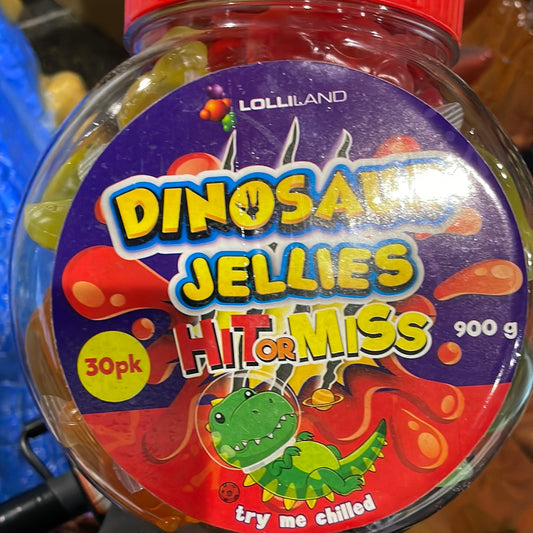 LOLLILAND
DINOSAUR
JELLIES
HIT OR MISS
30pk
900 g
try me chilled